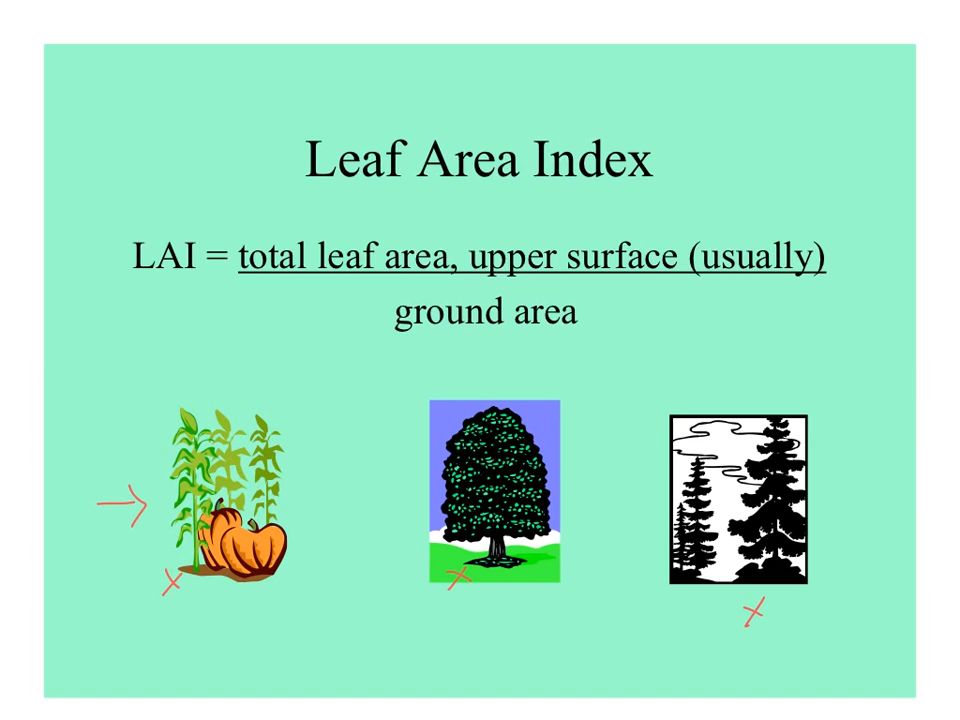 Leaf Area Index
LAI = total leaf area, upper surface (usually)
ground area